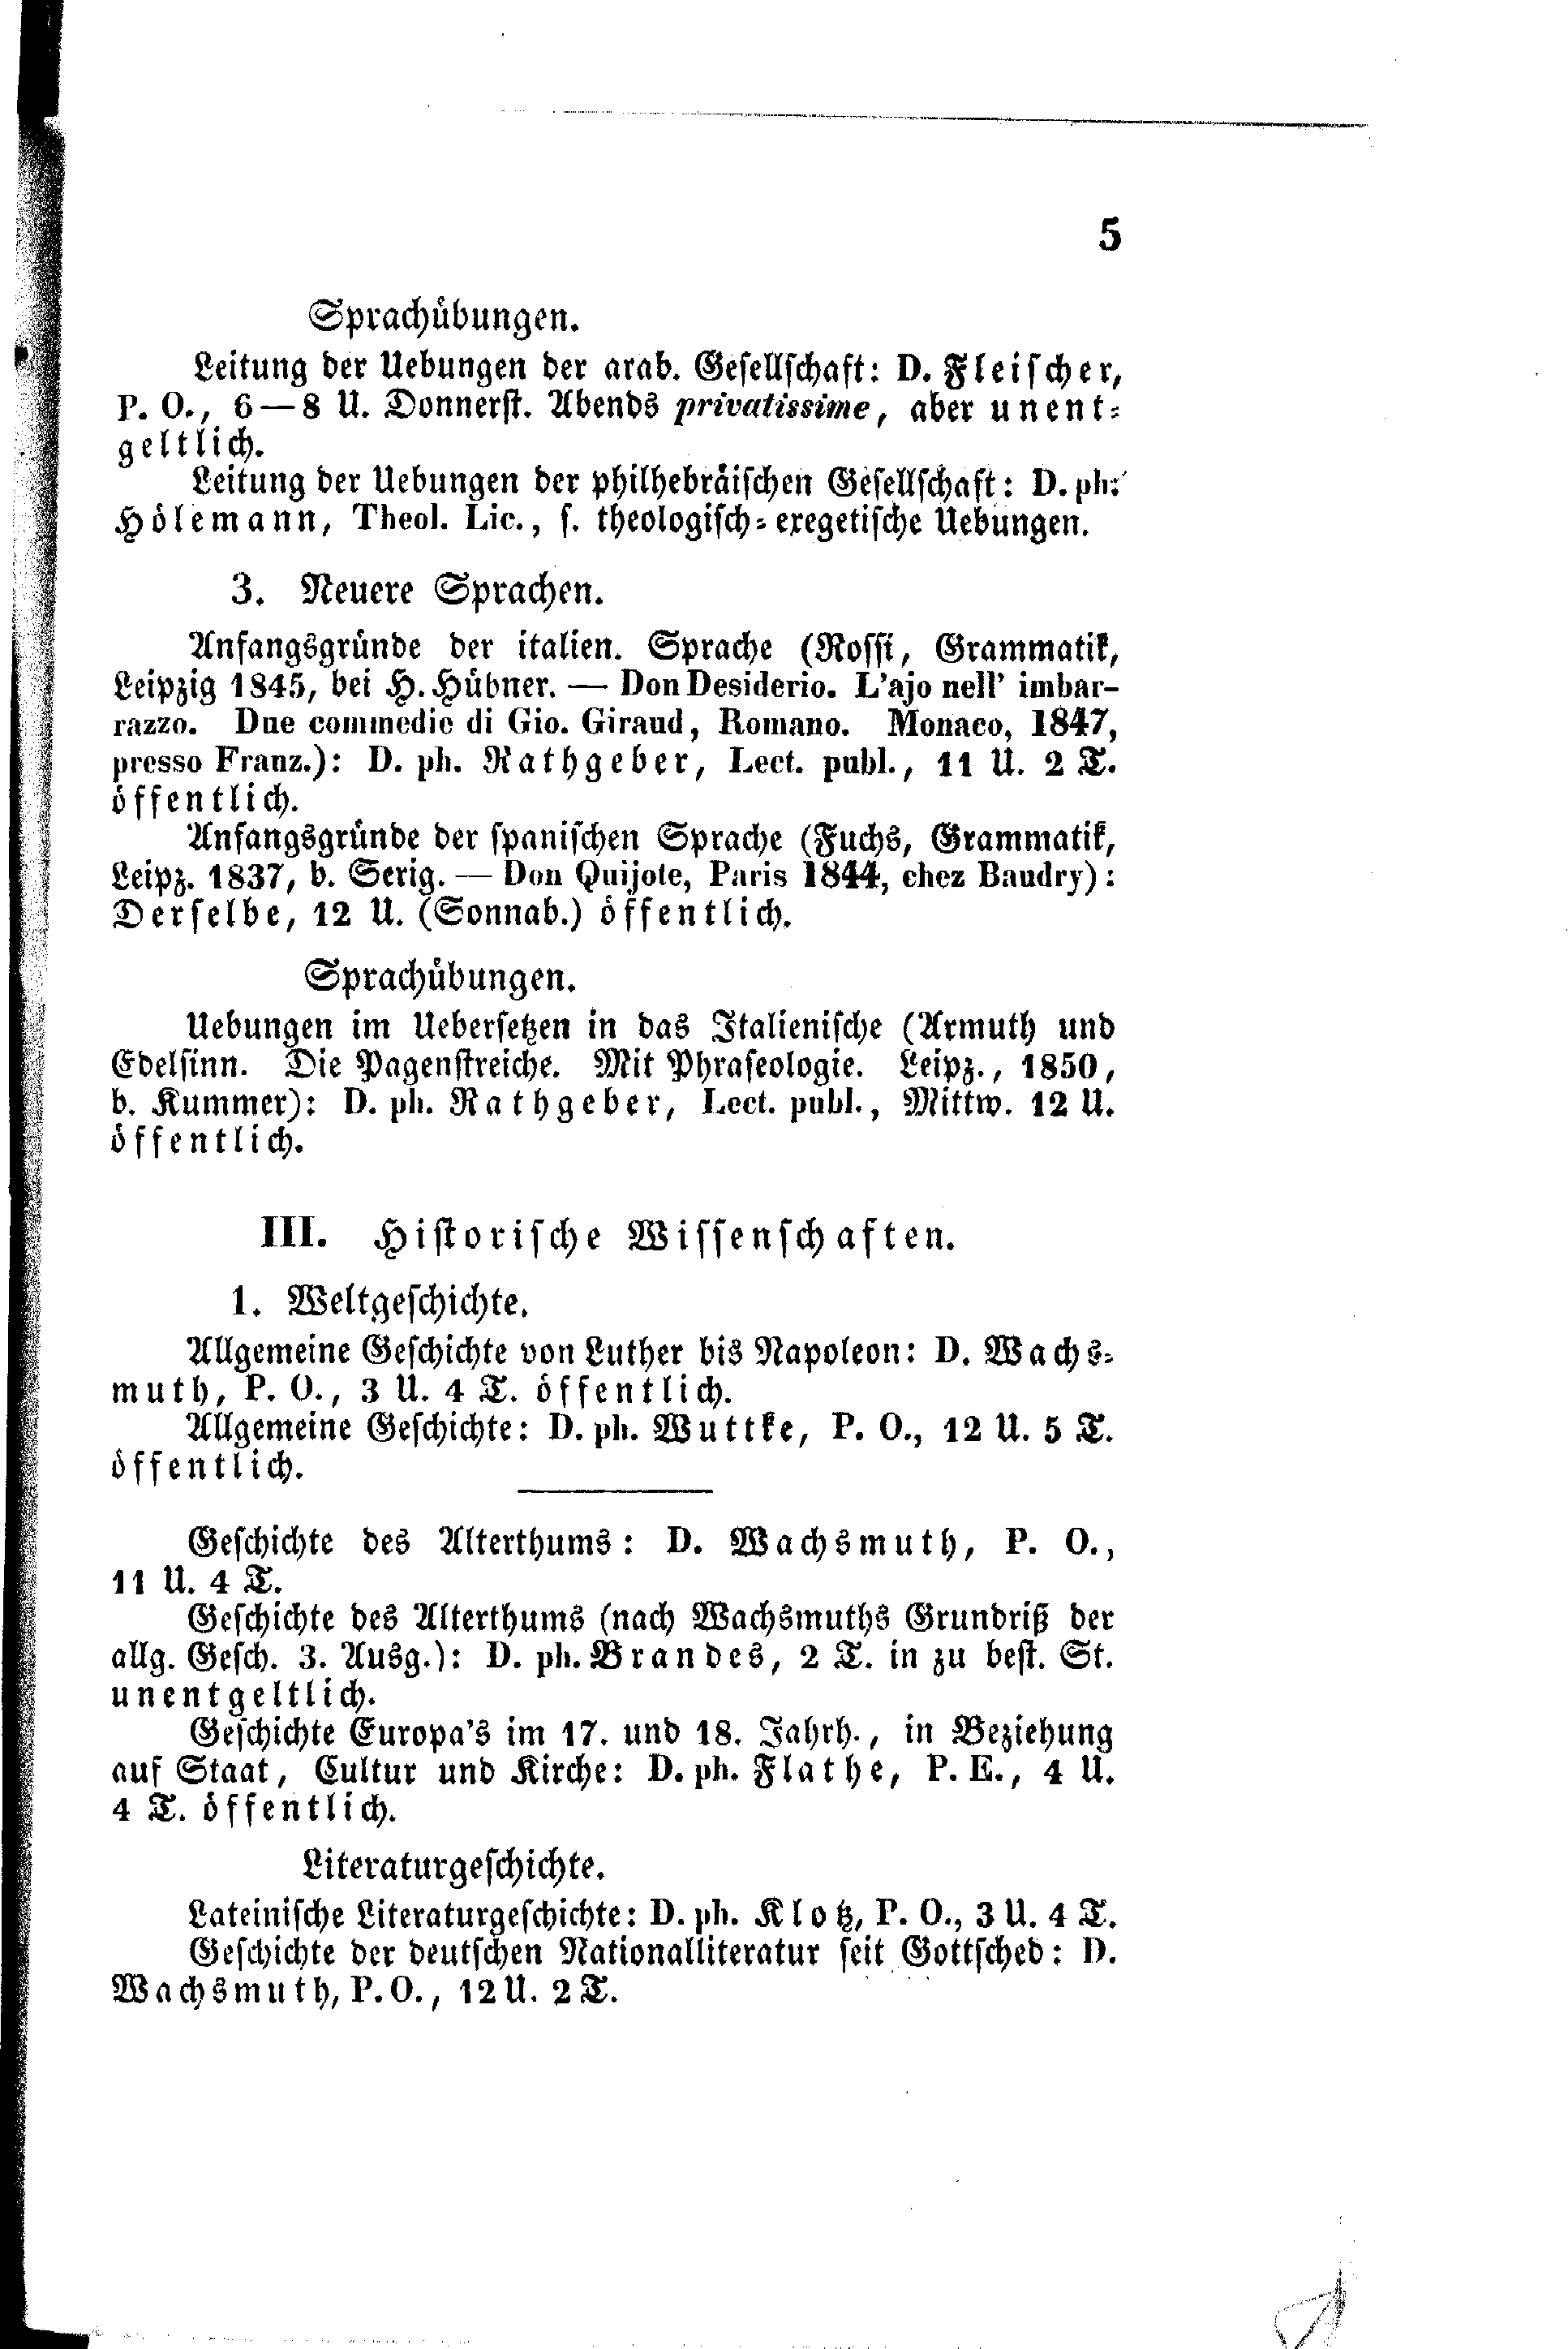 5
Sprachübungen.
Leitung der Uebungen der arab. Gesellschaft: D. Fleischer,
P. O., 6—8 U. Donnerst. Abends privatissime, aber unent-
geltlich.
Leitung der Uebungen der philhebräischen Gesellschaft: D. ph.
Hölemann, Theol. Lic., s. theologisch-exegetische Uebungen.
3. Neuere Sprachen.
Anfangsgründe der italien. Sprache (Rossi, Grammatik,
Leipzig 1845, bei H. Hübner. — Don Desiderio. L'ajo nell' imbar-
razzo. Due commedie di Gio. Giraud, Romano. Monaco, 1847,
presso Franz.): D. ph. Rathgeber, Lect. publ., 11 U. 2 T.
öffentlich.
Anfangsgründe der spanischen Sprache (Fuchs, Grammatik,
Leipz. 1837, b. Serig. — Don Quijote, Paris 1844, chez Baudry):
Derselbe, 12 U. (Sonnab.) öffentlich.
Sprachübungen.
Uebungen im Uebersetzen in das Italienische (Armuth und
Edelsinn. Die Pagenstreiche. Mit Phraseologie. Leipz., 1850,
b. Kummer): D. ph. Rathgeber, Lect. publ., Mittw. 12 U.
öffentlich.
III. Historische Wissenschaften.
1. Weltgeschichte.
Allgemeine Geschichte von Luther bis Napoleon: D. Wachs-
muth, P. O., 3 U. 4 T. öffentlich.
Allgemeine Geschichte: D. ph. Wuttke, P. O., 12 U. 5 T.
öffentlich.
Geschichte des Alterthums: D. Wachsmuth, P. O.,
11 U. 4 T.
Geschichte des Alterthums (nach Wachsmuths Grundriß der
allg. Gesch. 3. Ausg.): D. ph. Brandes, 2 T. in zu best. St.
unentgeltlich.
Geschichte Europa's im 17. und 18. Jahrh., in Beziehung
auf Staat, Cultur und Kirche: D. ph. Flathe, P. E., 4 U.
4 T. öffentlich.
Literaturgeschichte.
Lateinische Literaturgeschichte: D. ph. Klotz, P. O., 3 U. 4 T.
Geschichte der deutschen Nationalliteratur seit Gottsched: D.
Wachsmuth, P. O., 12 U. 2 T.